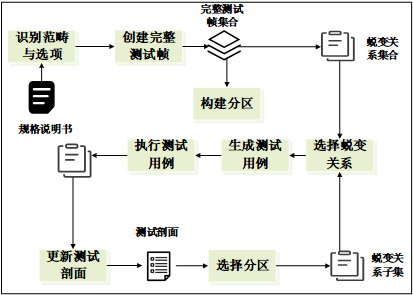 识别范畴
与选项
创建完整
测试帧
完整测试
帧集合
蜕变关
系集合
规格说明书
构建分区
执行测试
用例
生成测试
用例
选择蜕变
关系
更新测试
剖面
测试剖面
选择分区
蜕变关
系子集